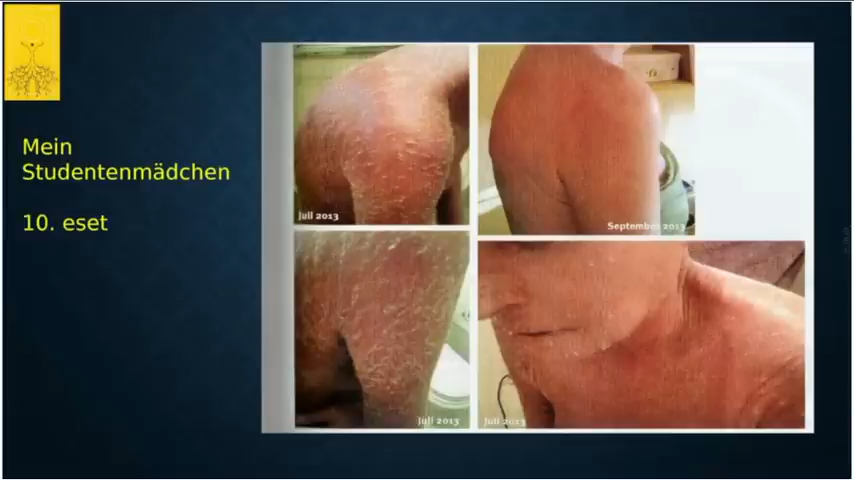 Mein
Studentenmädchen
10. eset
Juli 2013
September 2013
Juli 2013
Juli 2013